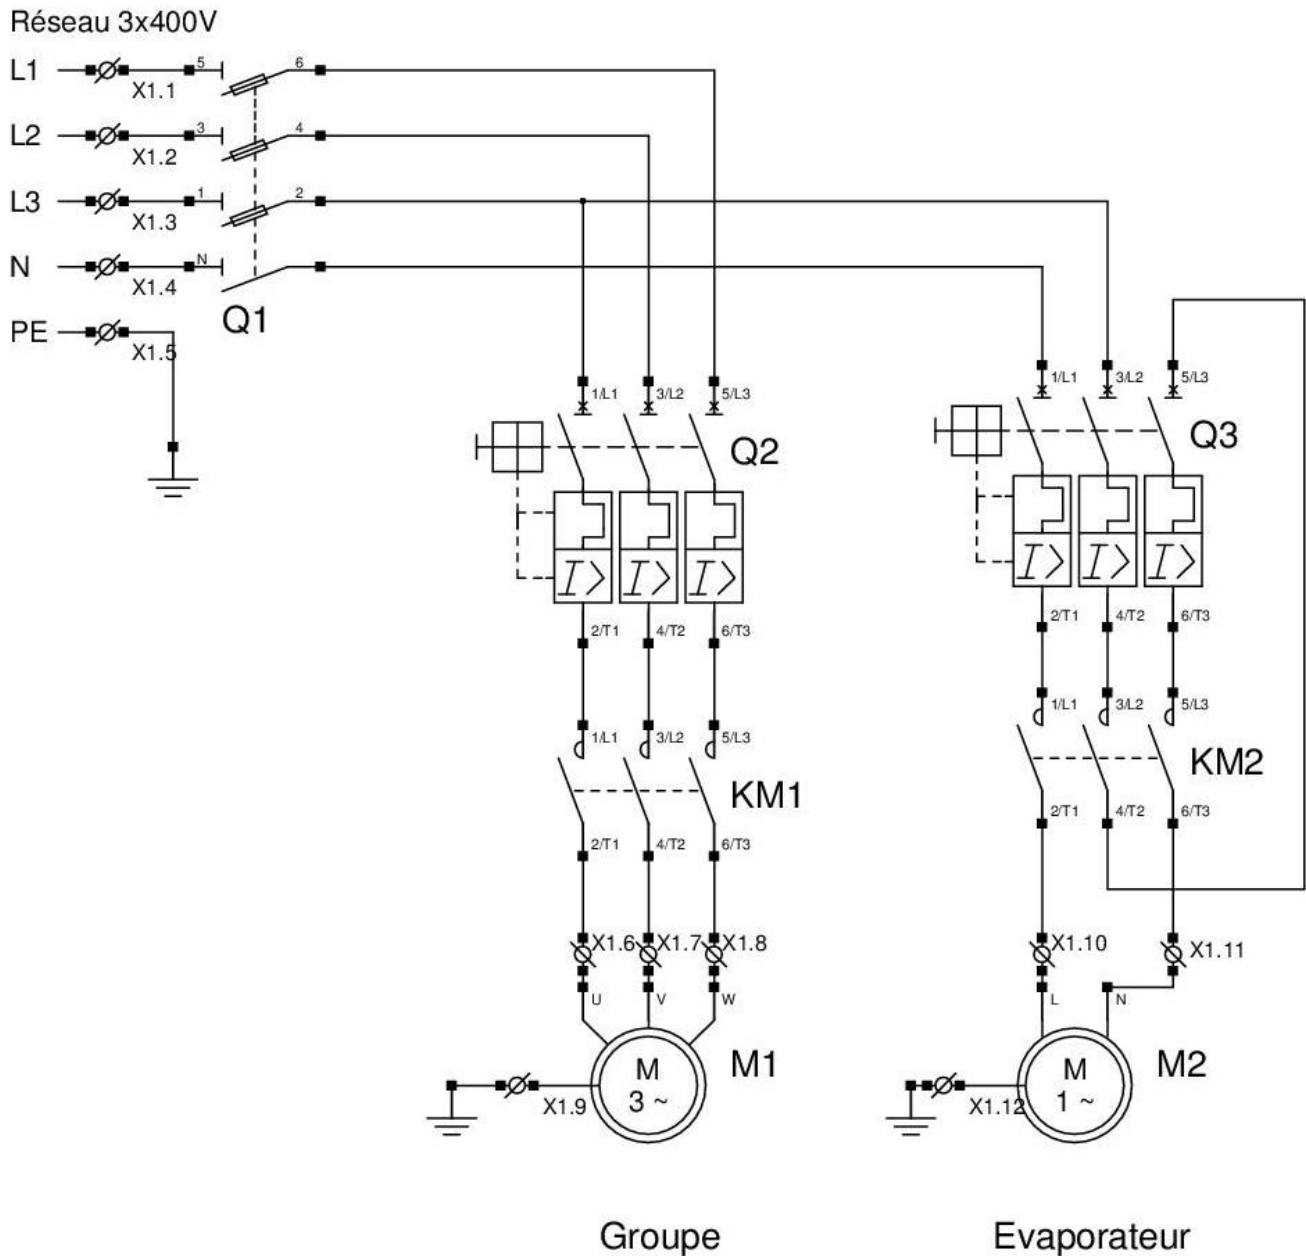 Réseau 3x400V
L1 X1.1 5 6
L2 X1.2 3 4
L3 X1.3 1 2
N X1.4 N
Q1
PE X1.5
1/L1 3/L2 5/L3
Q2
2/T1 4/T2 6/T3
1/L1 3/L2 5/L3
KM1
2/T1 4/T2 6/T3
X1.6 X1.7 X1.8
U V W
M
3 ~
M1
X1.9
Groupe
1/L1 3/L2 5/L3
Q3
I> I> I>
I> I> I>
2/T1 4/T2 6/T3
1/L1 3/L2 5/L3
KM2
2/T1 4/T2 6/T3
X1.10 X1.11
L N
M
1 ~
M2
X1.12
Evaporateur